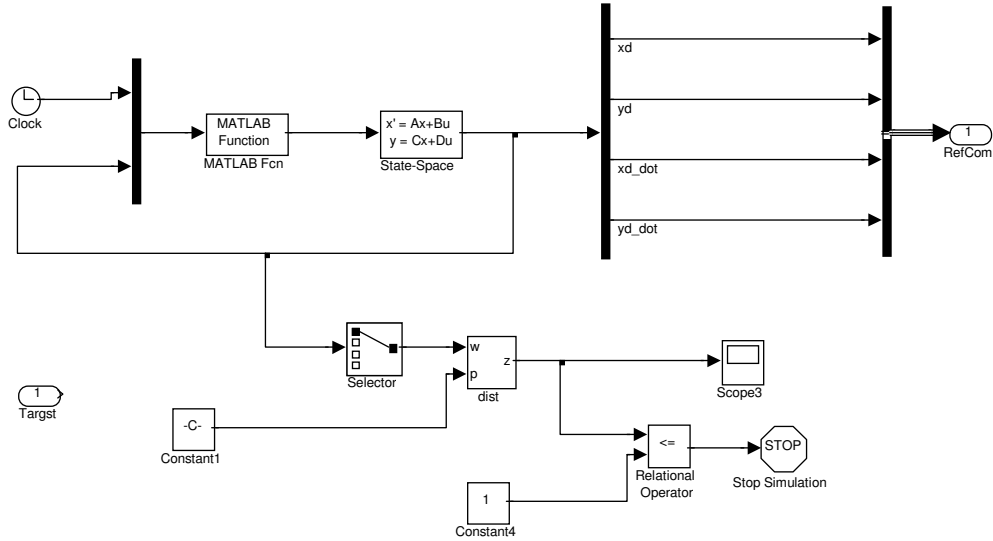 Clock
MATLAB
Function
MATLAB Fcn
x' = Ax+Bu
y = Cx+Du
State-Space
xd
yd
xd_dot
yd_dot
1
RefCom
Selector
w
p
z
dist
Scope3
1
Targst
-C-
Constant1
<=
Relational
Operator
STOP
Stop Simulation
1
Constant4